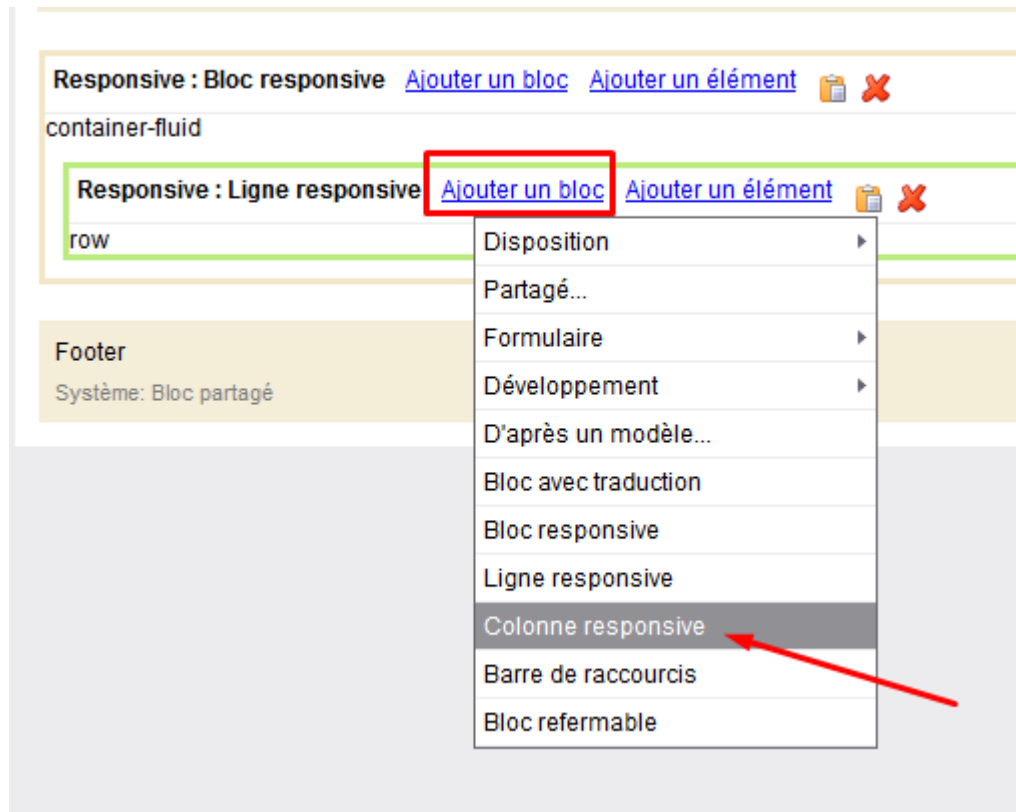 Responsive : Bloc responsive Ajouter un bloc Ajouter un élément
container-fluid
Responsive : Ligne responsive Ajouter un bloc Ajouter un élément
row
Disposition
Partagé...
Formulaire
Développement
D'après un modèle...
Bloc avec traduction
Bloc responsive
Ligne responsive
Colonne responsive
Barre de raccourcis
Bloc refermable
Footer
Système: Bloc partagé